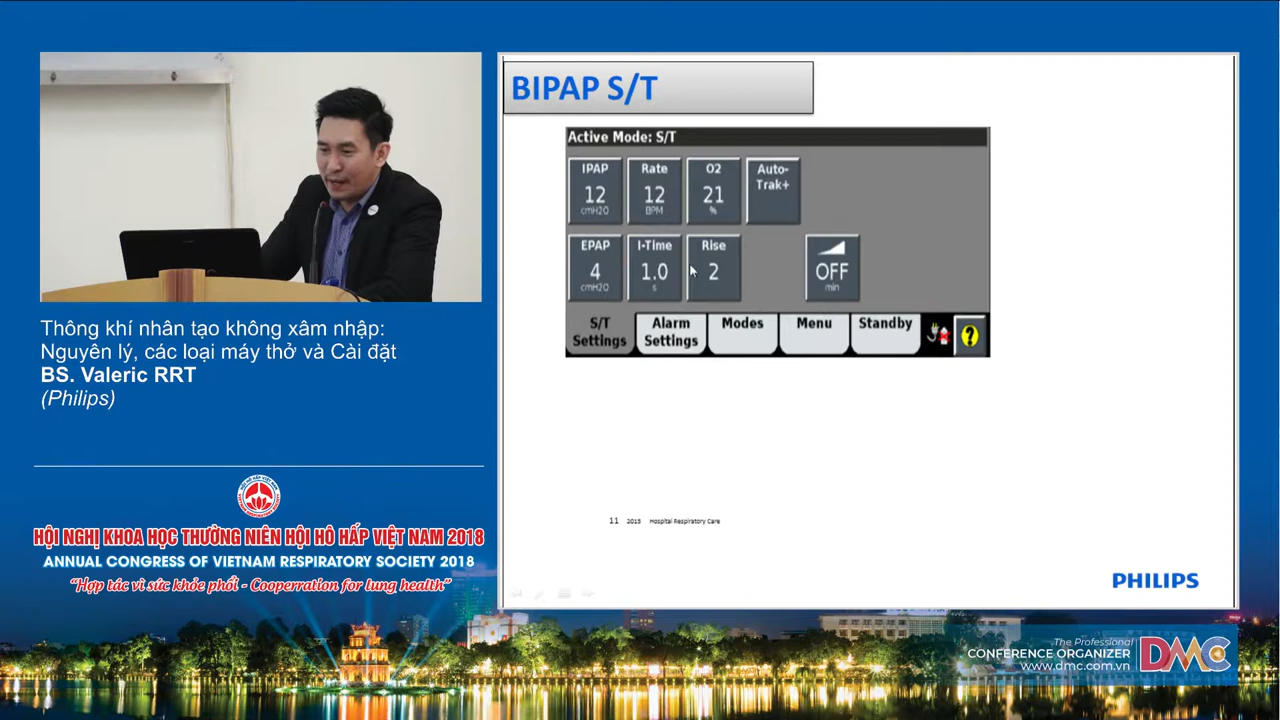 BIPAP S/T
Active Mode: S/T
IPAP
12
cmH2O
Rate
12
BPM
O2
21
%
Auto-
Trak+
EPAP
4
cmH2O
I-Time
1.0
s
Rise
2
OFF
min
S/T
Settings
Alarm
Settings
Modes
Menu
Standby
?
11 2015 Hospital Respiratory Care
PHILIPS
Thông khí nhân tạo không xâm nhập:
Nguyên lý, các loại máy thở và Cài đặt
BS. Valeric RRT
(Philips)
HỘI NGHỊ KHOA HỌC THƯỜNG NIÊN HỘI HÔ HẤP VIỆT NAM 2018
ANNUAL CONGRESS OF VIETNAM RESPIRATORY SOCIETY 2018
“Hợp tác vì sức khỏe phổi - Cooperration for lung health”
The Professional
CONFERENCE ORGANIZER
www.dmc.com.vn
DMC